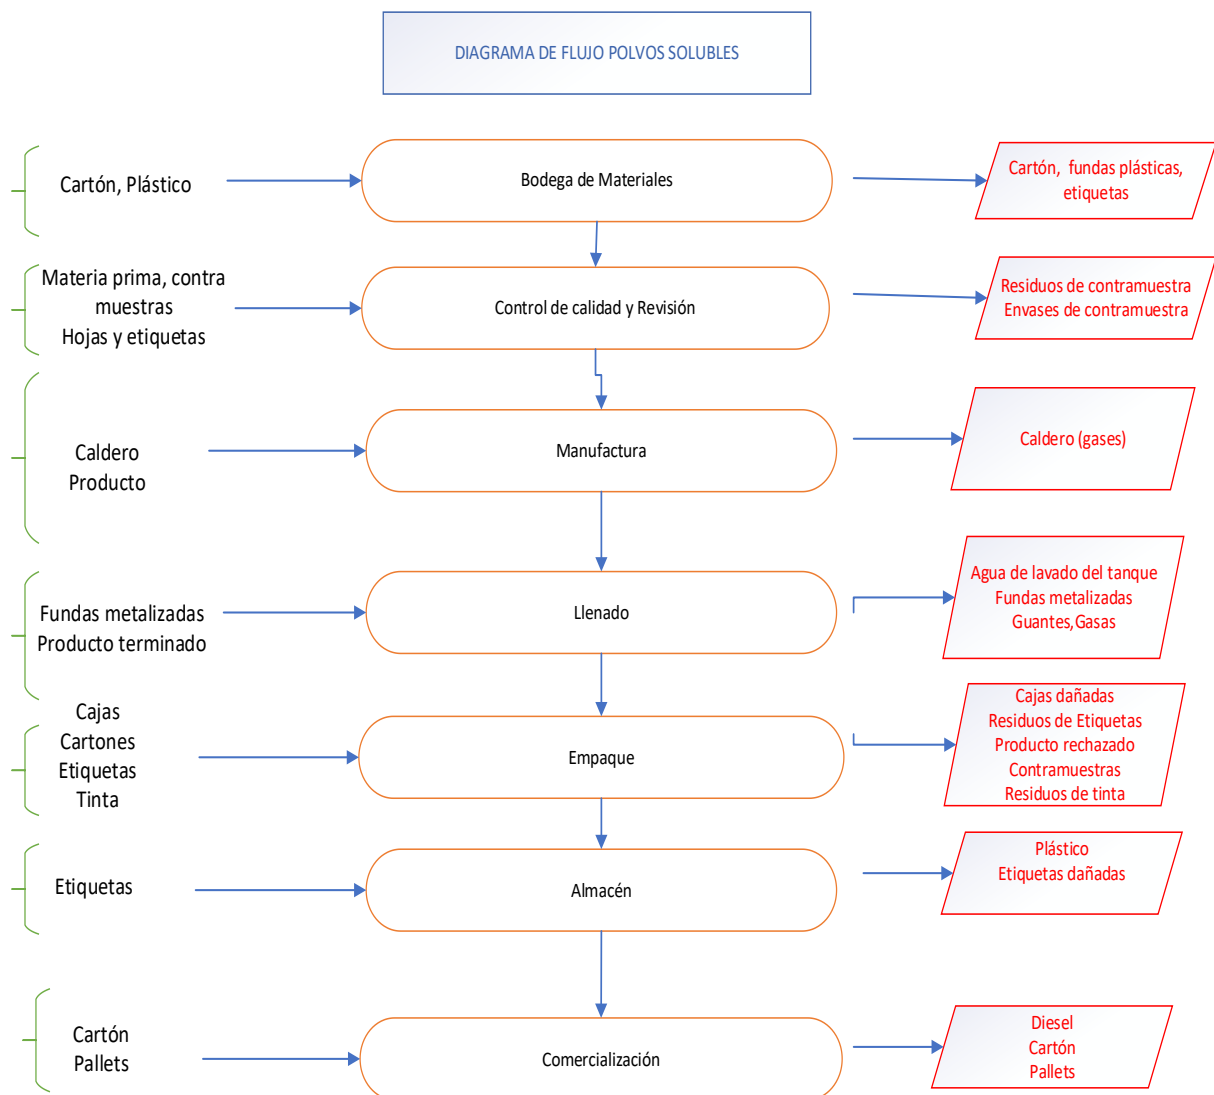 DIAGRAMA DE FLUJO POLVOS SOLUBLES
Cartón, Plástico
Bodega de Materiales
Cartón, fundas plásticas,
etiquetas
Materia prima, contra
muestras
Hojas y etiquetas
Control de calidad y Revisión
Residuos de contramuestra
Envases de contramuestra
Caldero
Producto
Manufactura
Caldero (gases)
Fundas metalizadas
Producto terminado
Llenado
Agua de lavado del tanque
Fundas metalizadas
Guantes,Gasas
Cajas
Cartones
Etiquetas
Tinta
Empaque
Cajas dañadas
Residuos de Etiquetas
Producto rechazado
Contramuestras
Residuos de tinta
Etiquetas
Almacén
Plástico
Etiquetas dañadas
Cartón
Pallets
Comercialización
Diesel
Cartón
Pallets